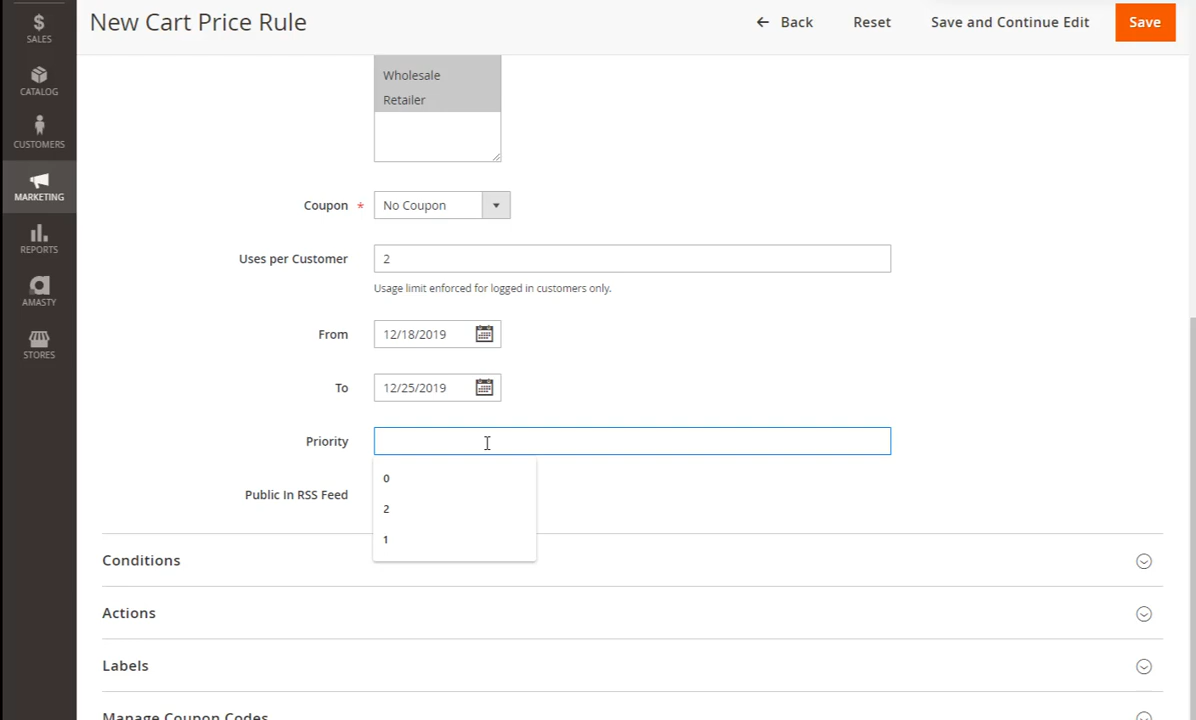 New Cart Price Rule
Back
Reset
Save and Continue Edit
Save
$
SALES
CATALOG
CUSTOMERS
MARKETING
REPORTS
AMASTY
STORES
Wholesale
Retailer
Coupon *
No Coupon
Uses per Customer
2
Usage limit enforced for logged in customers only.
From
12/18/2019
To
12/25/2019
Priority
0
2
1
Public In RSS Feed
Conditions
Actions
Labels
Manage Coupon Codes